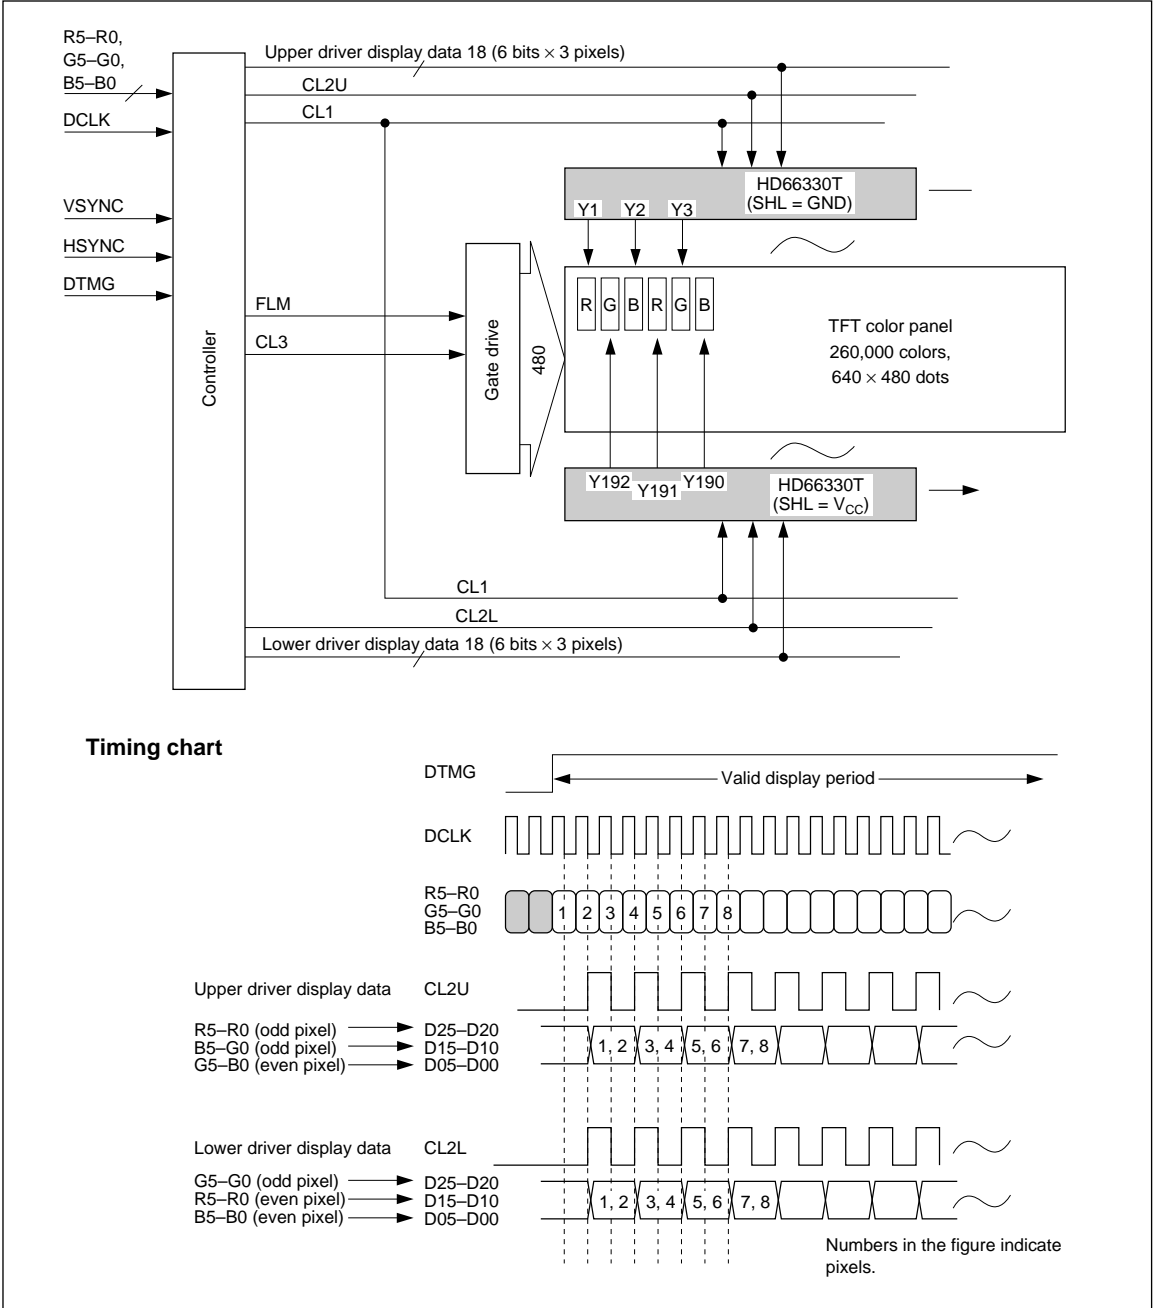 R5–R0,
G5–G0,
B5–B0
DCLK
VSYNC
HSYNC
DTMG
Controller
Upper driver display data 18 (6 bits × 3 pixels)
CL2U
CL1
HD66330T
(SHL = GND)
Y1 Y2 Y3
FLM
CL3
Gate drive
480
R G B R G B
TFT color panel
260,000 colors,
640 × 480 dots
Y192 Y191 Y190
HD66330T
(SHL = VCC)
CL1
CL2L
Lower driver display data 18 (6 bits × 3 pixels)
Timing chart
DTMG
Valid display period
DCLK
R5–R0
G5–G0
B5–B0
1 2 3 4 5 6 7 8
Upper driver display data CL2U
R5–R0 (odd pixel) D25–D20
B5–G0 (odd pixel) D15–D10
G5–B0 (even pixel) D05–D00
1, 2 3, 4 5, 6 7, 8
Lower driver display data CL2L
G5–G0 (odd pixel) D25–D20
R5–R0 (even pixel) D15–D10
B5–B0 (even pixel) D05–D00
1, 2 3, 4 5, 6 7, 8
Numbers in the figure indicate
pixels.